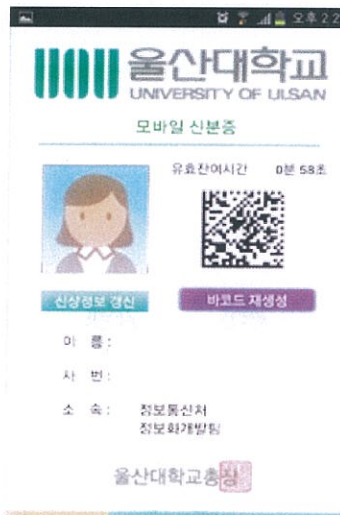 오후 2:2
울산대학교
UNIVERSITY OF ULSAN
모바일 신분증
유효잔여시간 0분 58초
신상정보 갱신
바코드 재생성
이 름 :
사 번 :
소 속 : 정보통신처
정보화개발팀
울산대학교총장